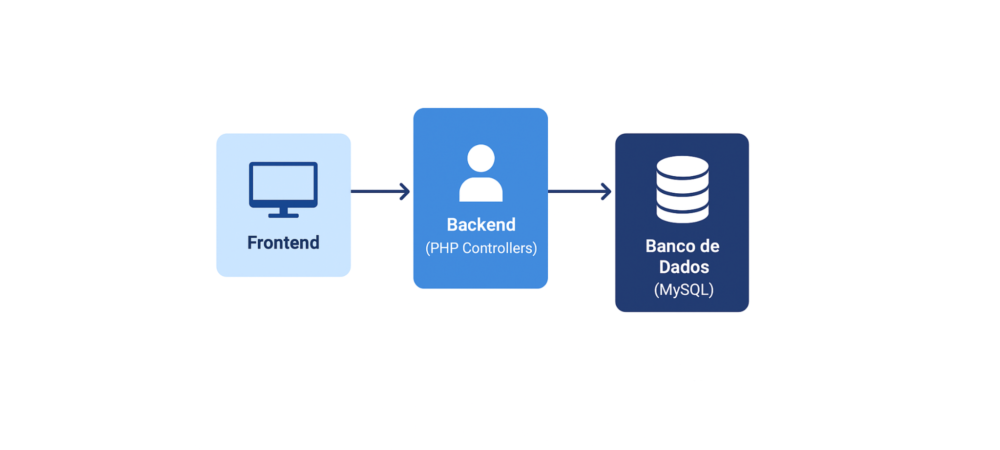 Frontend
Backend
(PHP Controllers)
Banco de
Dados
(MySQL)